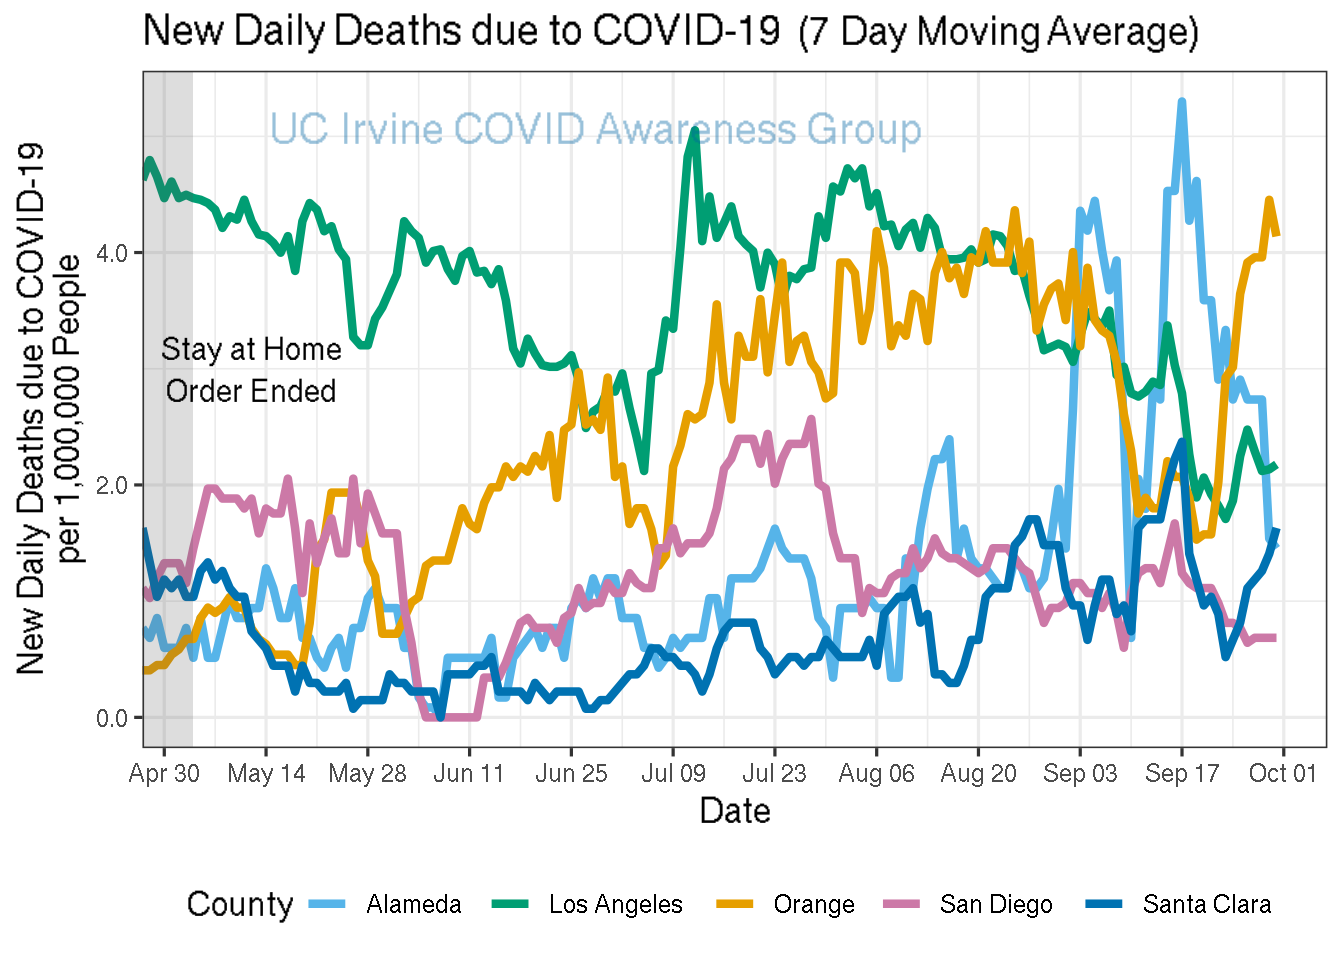 New Daily Deaths due to COVID-19 (7 Day Moving Average)
UC Irvine COVID Awareness Group
New Daily Deaths due to COVID-19
per 1,000,000 People
4.0
2.0
0.0
Stay at Home
Order Ended
Apr 30 May 14 May 28 Jun 11 Jun 25 Jul 09 Jul 23 Aug 06 Aug 20 Sep 03 Sep 17 Oct 01
Date
County Alameda Los Angeles Orange San Diego Santa Clara